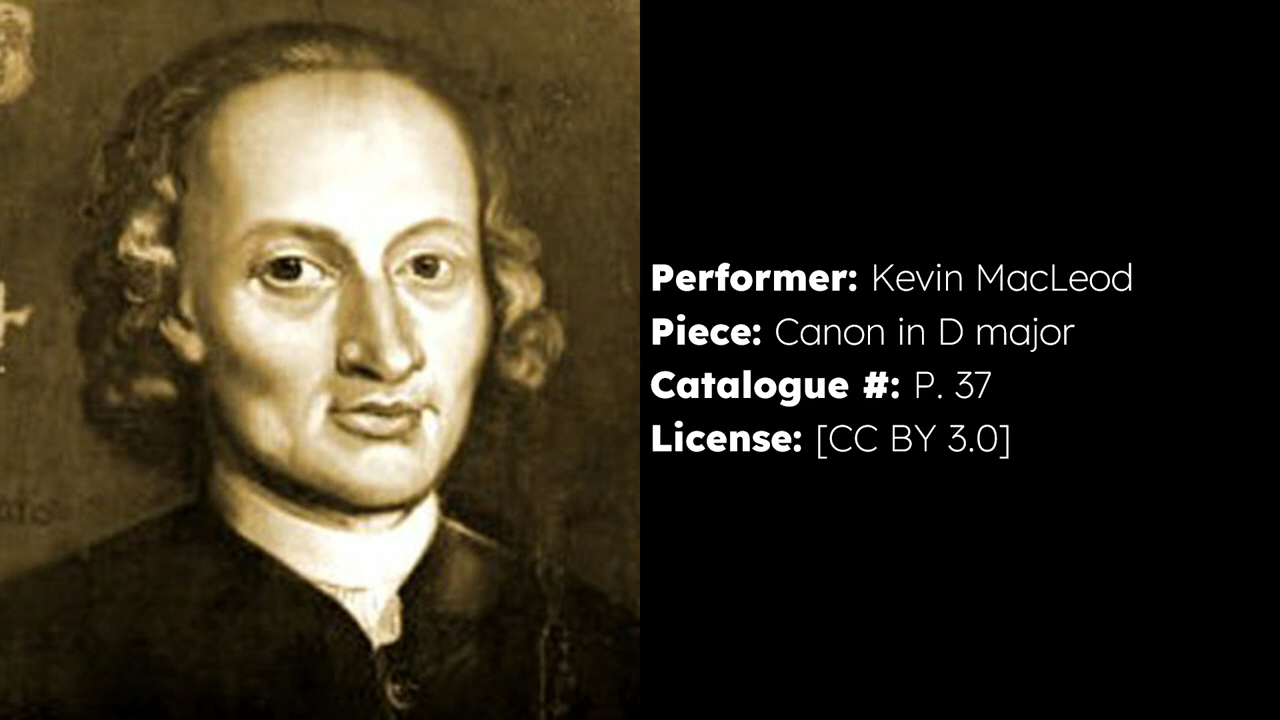 Performer: Kevin MacLeod
Piece: Canon in D major
Catalogue #: P. 37
License: [CC BY 3.0]